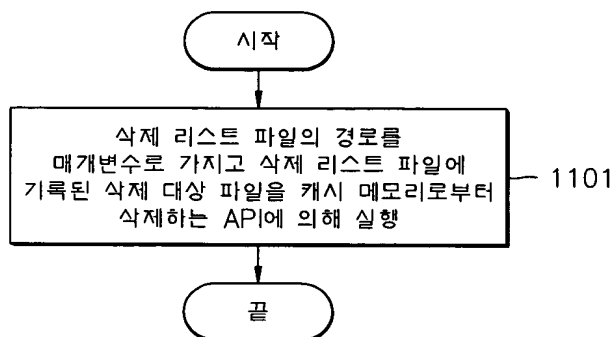 시작
삭제 리스트 파일의 경로를
매개변수로 가지고 삭제 리스트 파일에
기록된 삭제 대상 파일을 캐시 메모리로부터
삭제하는 API에 의해 실행
1101
끝